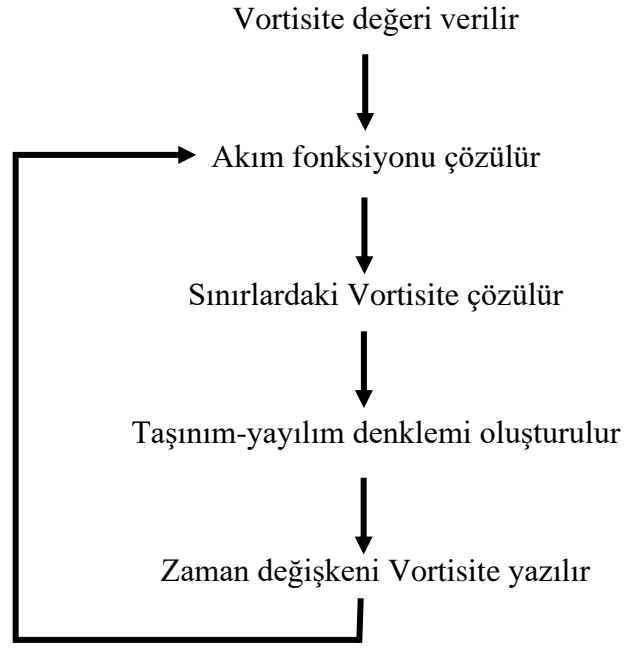 Vortisite değeri verilir
Akım fonksiyonu çözülür
Sınırlardaki Vortisite çözülür
Taşınım-yayılım denklemi oluşturulur
Zaman değişkeni Vortisite yazılır